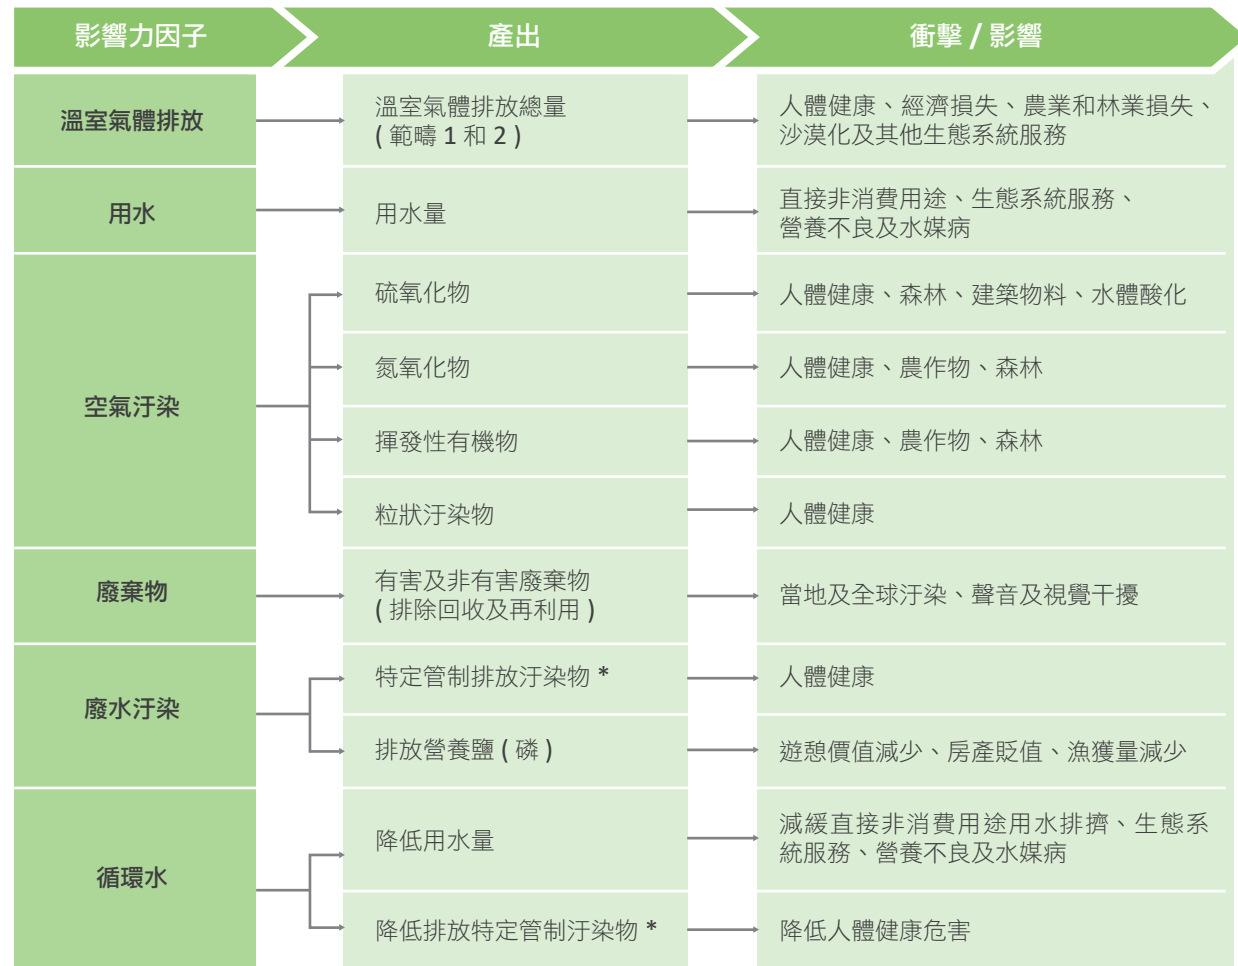 影響力因子
產出
衝擊 / 影響
溫室氣體排放
溫室氣體排放總量
( 範疇 1 和 2 )
人體健康、經濟損失、農業和林業損失、
沙漠化及其他生態系統服務
用水
用水量
直接非消費用途、生態系統服務、
營養不良及水媒病
空氣汙染
硫氧化物
人體健康、森林、建築物料、水體酸化
氮氧化物
人體健康、農作物、森林
揮發性有機物
人體健康、農作物、森林
粒狀汙染物
人體健康
廢棄物
有害及非有害廢棄物
( 排除回收及再利用 )
當地及全球汙染、聲音及視覺干擾
廢水汙染
特定管制排放汙染物 *
人體健康
排放營養鹽 ( 磷 )
遊憩價值減少、房產貶值、漁獲量減少
循環水
降低用水量
減緩直接非消費用途用水排擠、生態系
統服務、營養不良及水媒病
降低排放特定管制汙染物 *
降低人體健康危害